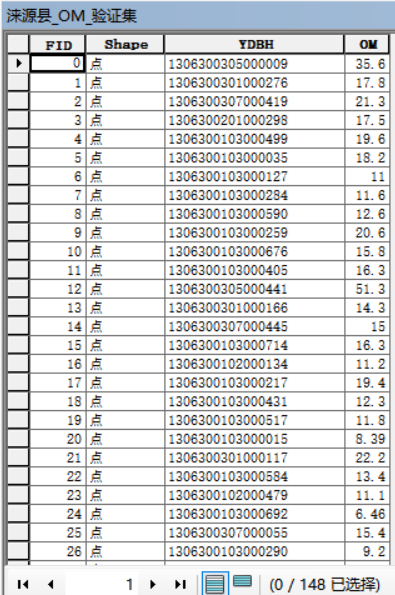 涞源县_OM_验证集
FID Shape YDBH OM
0 点 1306300305000009 35.6
1 点 1306300301000276 17.8
2 点 1306300307000419 21.3
3 点 1306300201000298 17.5
4 点 1306300103000499 19.6
5 点 1306300103000035 18.2
6 点 1306300103000127 11
7 点 1306300103000284 11.6
8 点 1306300103000590 12.6
9 点 1306300103000259 20.6
10 点 1306300103000676 15.8
11 点 1306300103000405 16.3
12 点 1306300305000441 51.3
13 点 1306300301000166 14.3
14 点 1306300307000445 15
15 点 1306300103000714 16.3
16 点 1306300102000134 11.2
17 点 1306300103000217 19.4
18 点 1306300103000431 12.3
19 点 1306300103000517 11.8
20 点 1306300103000015 8.39
21 点 1306300301000117 22.2
22 点 1306300103000584 13.4
23 点 1306300102000479 11.1
24 点 1306300103000692 6.46
25 点 1306300307000055 15.4
26 点 1306300103000290 9.2
1 (0 / 148 已选择)